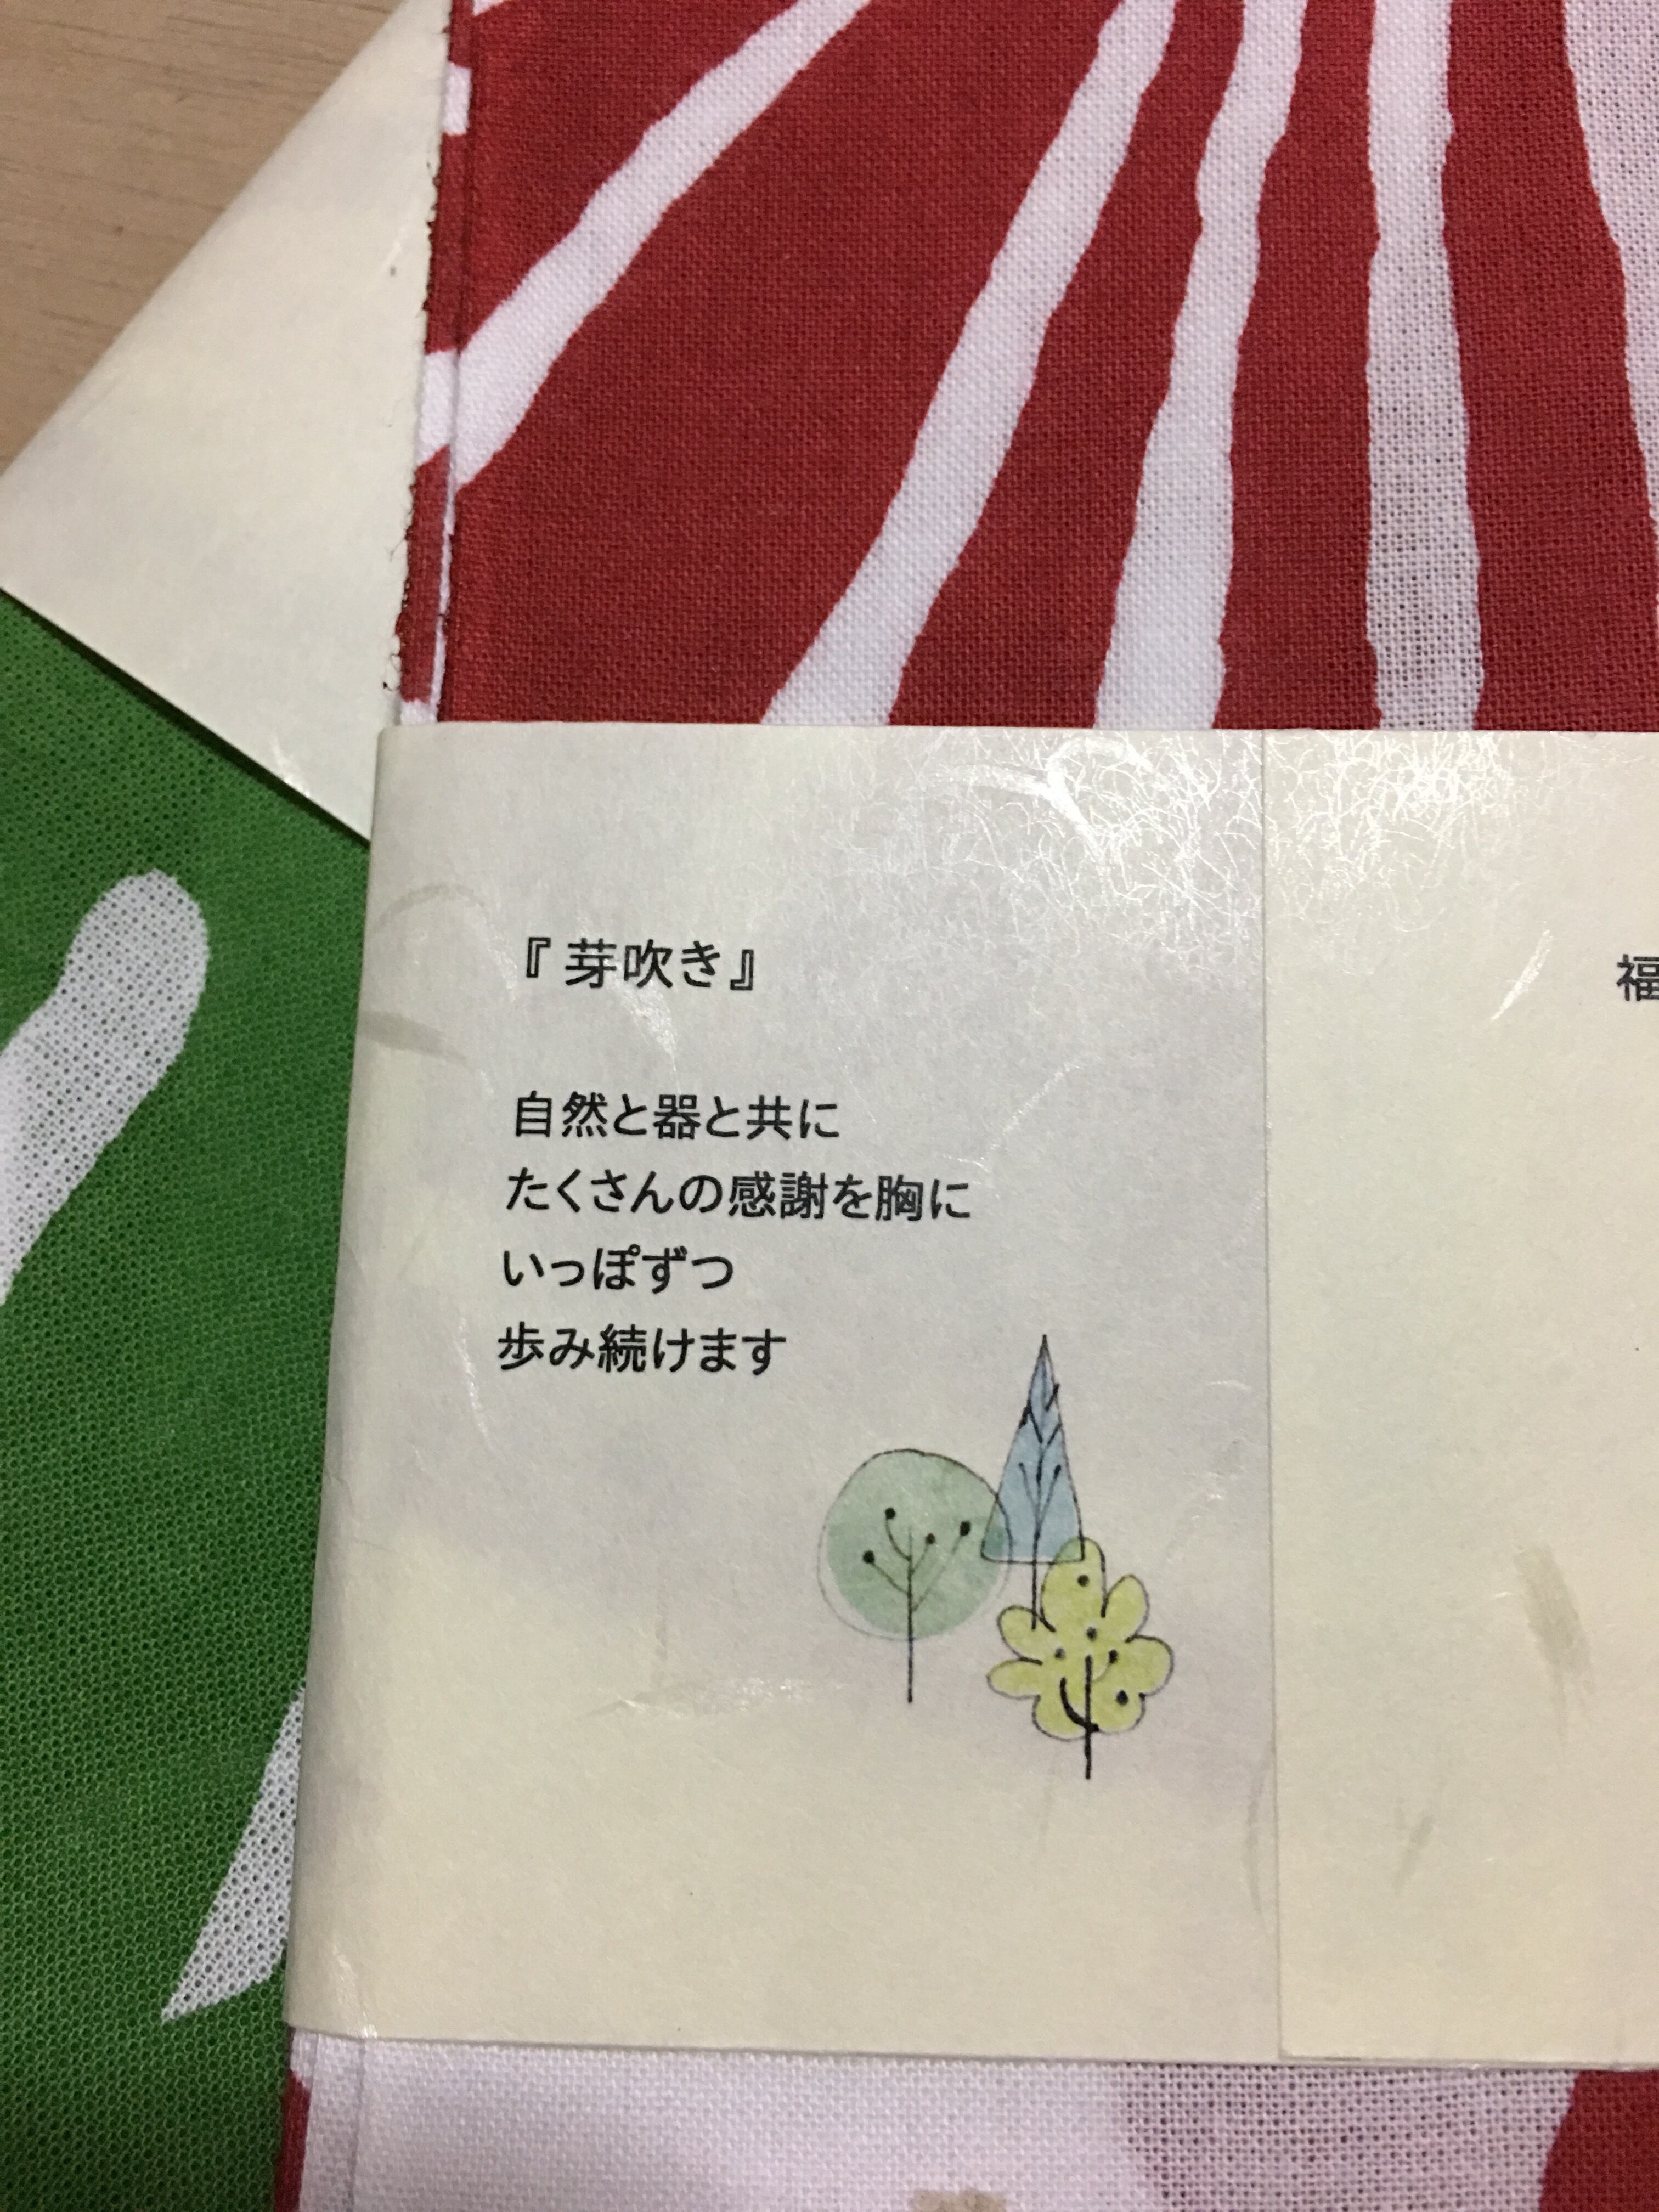 『芽吹き』
自然と器と共に
たくさんの感謝を胸に
いっぽずつ
歩み続けます
福